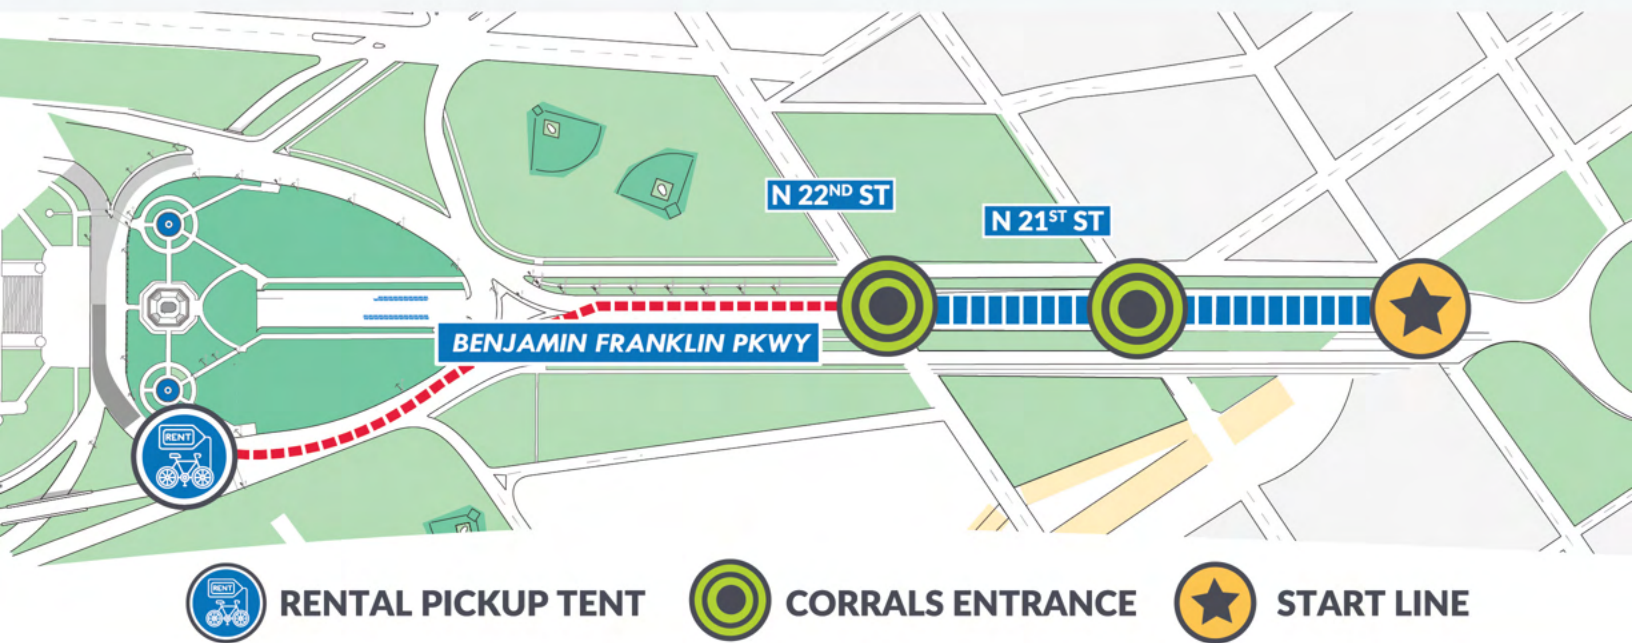 N 22ND ST
N 21ST ST
BENJAMIN FRANKLIN PKWY
RENT
RENT
RENTAL PICKUP TENT
CORRALS ENTRANCE
START LINE